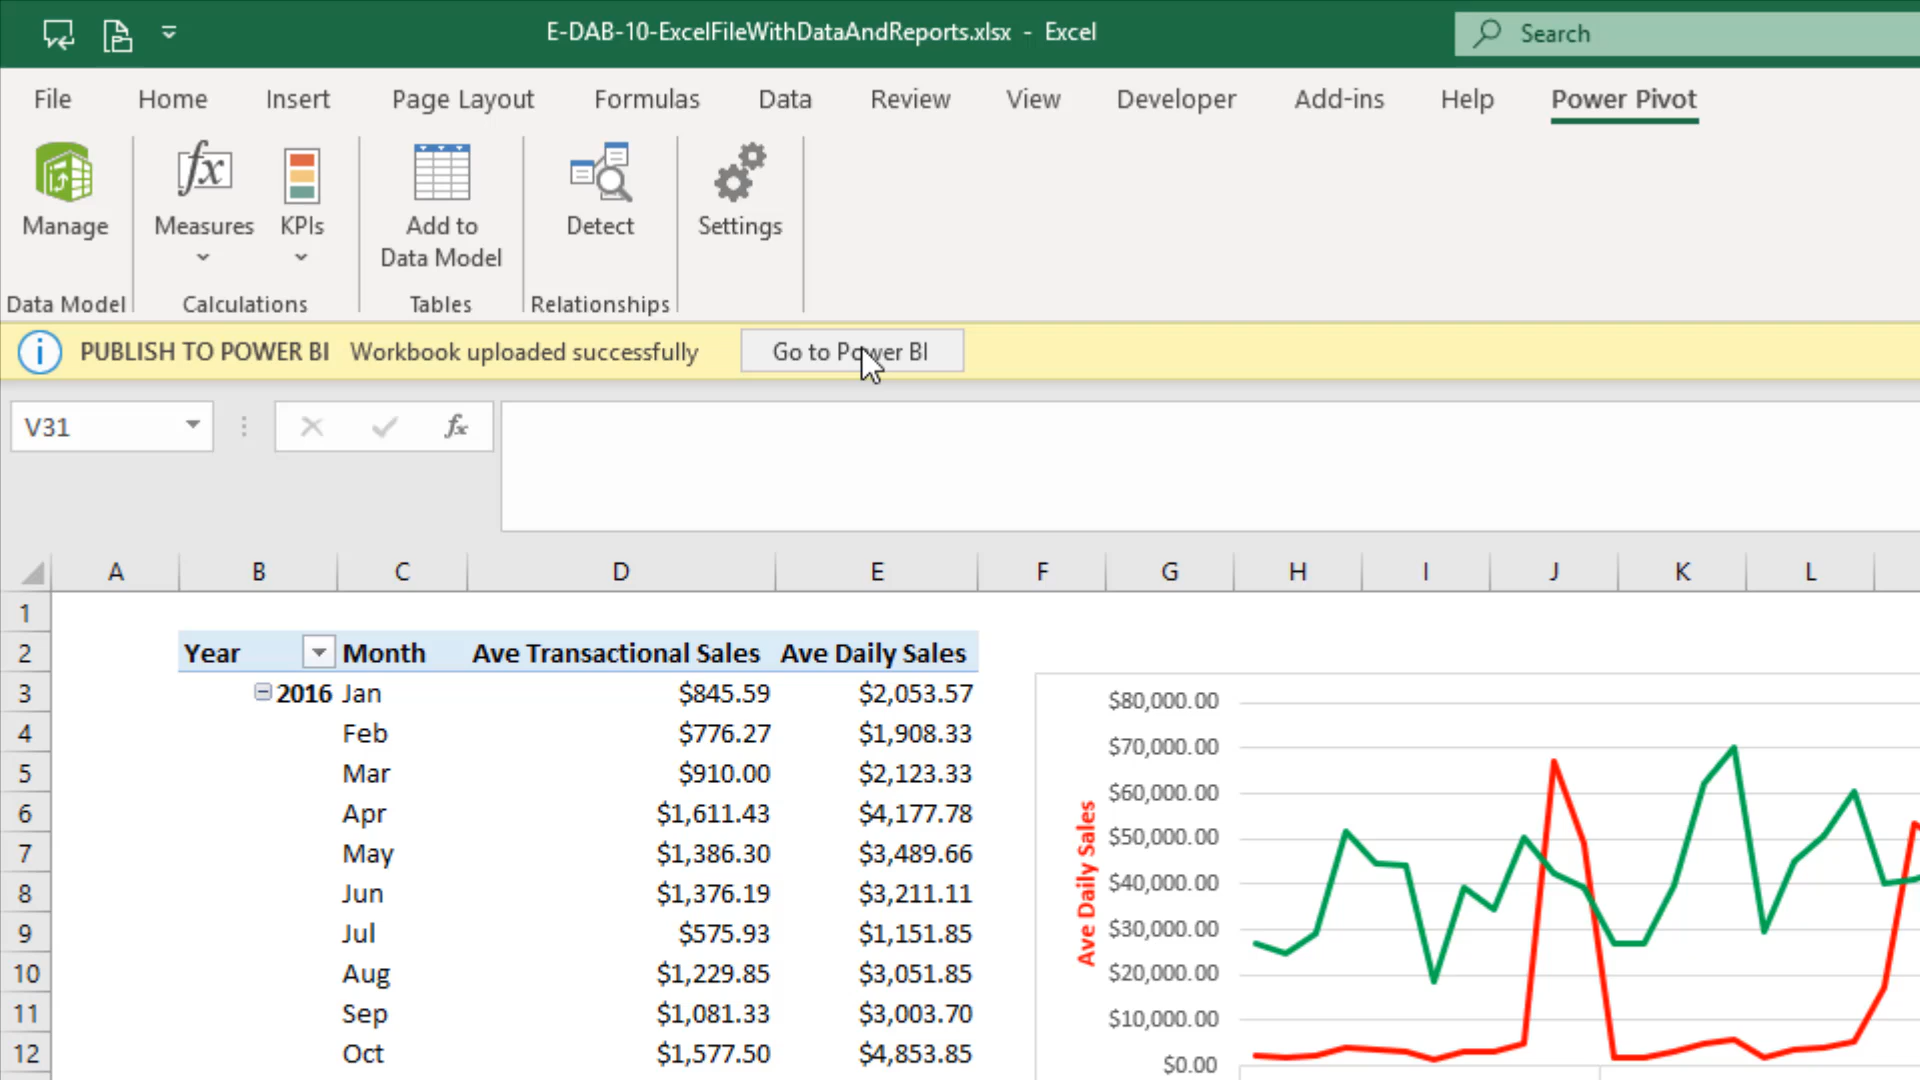 E-DAB-10-ExcelFileWithDataAndReports.xlsx - Excel
Search
File Home Insert Page Layout Formulas Data Review View Developer Add-ins Help Power Pivot
Manage
fx
Measures
KPIs
Add to
Data Model
Detect
Settings
Data Model Calculations Tables Relationships
PUBLISH TO POWER BI Workbook uploaded successfully Go to Power BI
V31 fx
A B C D E F G H I J K L
1
2 Year Month Ave Transactional Sales Ave Daily Sales
3 2016 Jan $845.59 $2,053.57
4 Feb $776.27 $1,908.33
5 Mar $910.00 $2,123.33
6 Apr $1,611.43 $4,177.78
7 May $1,386.30 $3,489.66
8 Jun $1,376.19 $3,211.11
9 Jul $575.93 $1,151.85
10 Aug $1,229.85 $3,051.85
11 Sep $1,081.33 $3,003.70
12 Oct $1,577.50 $4,853.85
Ave Daily Sales
$80,000.00
$70,000.00
$60,000.00
$50,000.00
$40,000.00
$30,000.00
$20,000.00
$10,000.00
$0.00